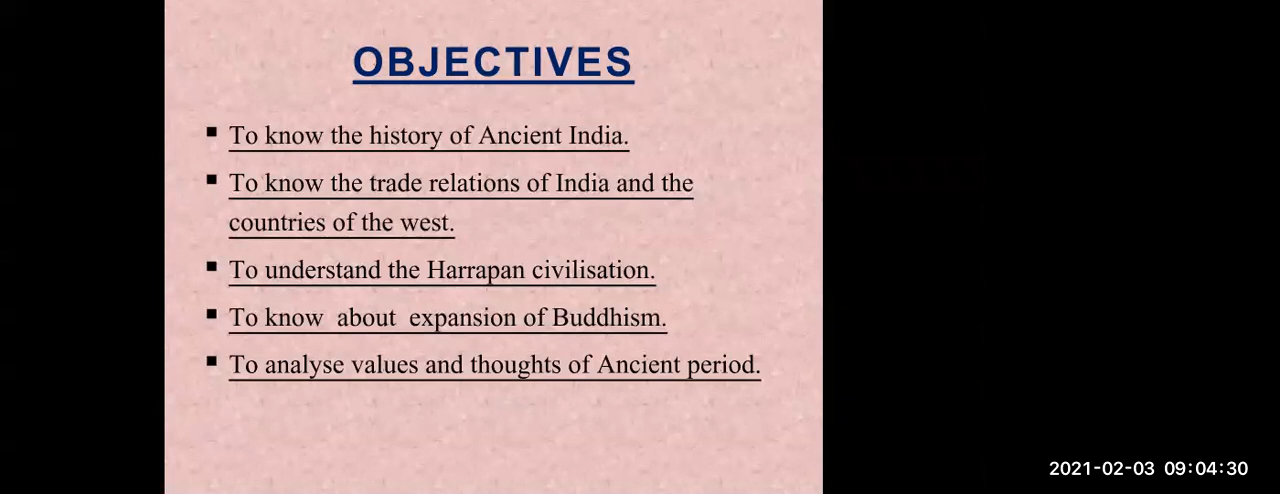 OBJECTIVES
▪ To know the history of Ancient India.
▪ To know the trade relations of India and the
countries of the west.
▪ To understand the Harrapan civilisation.
▪ To know about expansion of Buddhism.
▪ To analyse values and thoughts of Ancient period.
2021-02-03 09:04:30